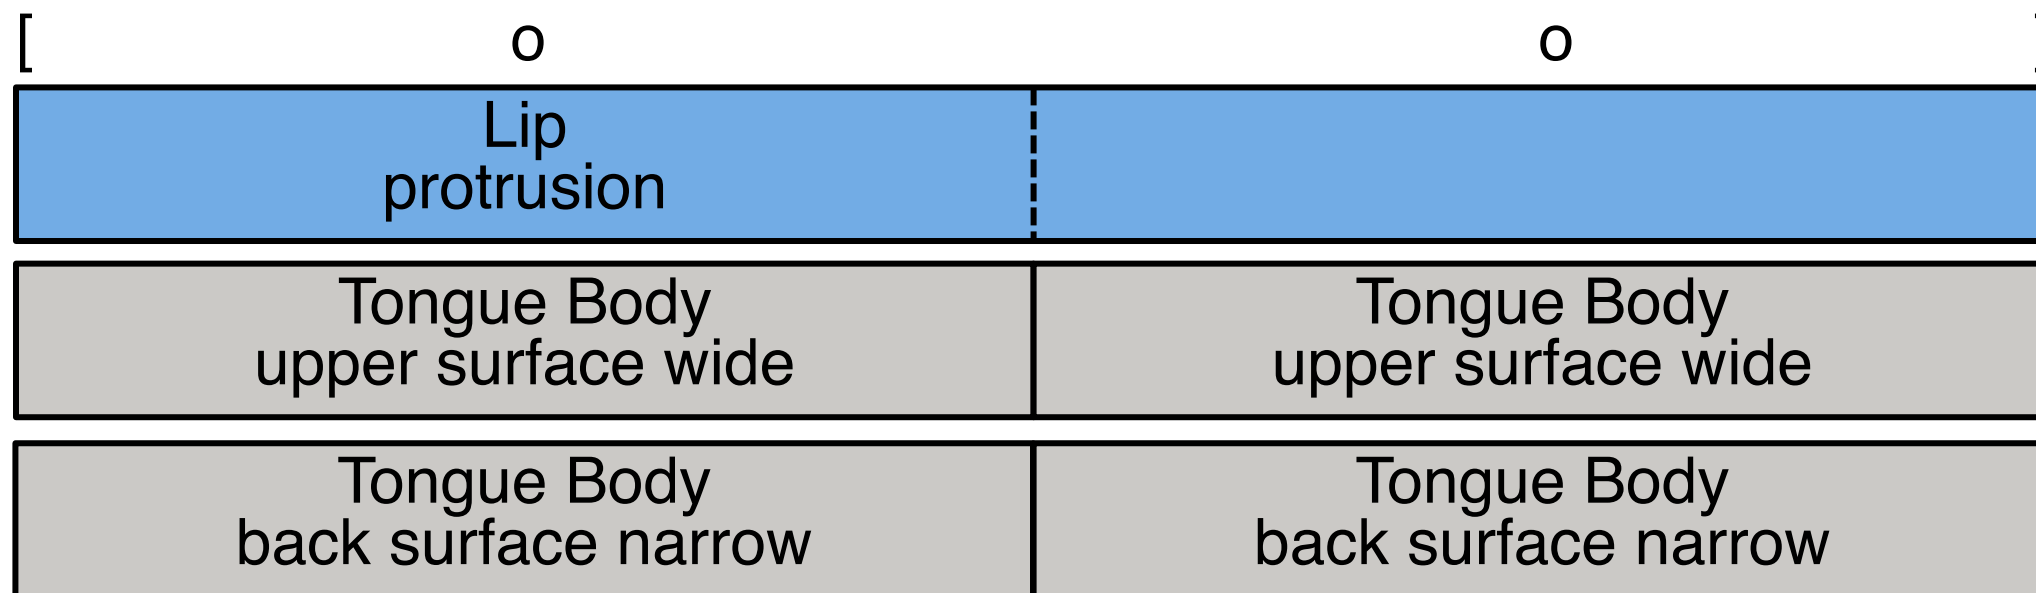 [ o o ]
Lip
protrusion
Tongue Body Tongue Body
upper surface wide upper surface wide
Tongue Body Tongue Body
back surface narrow back surface narrow